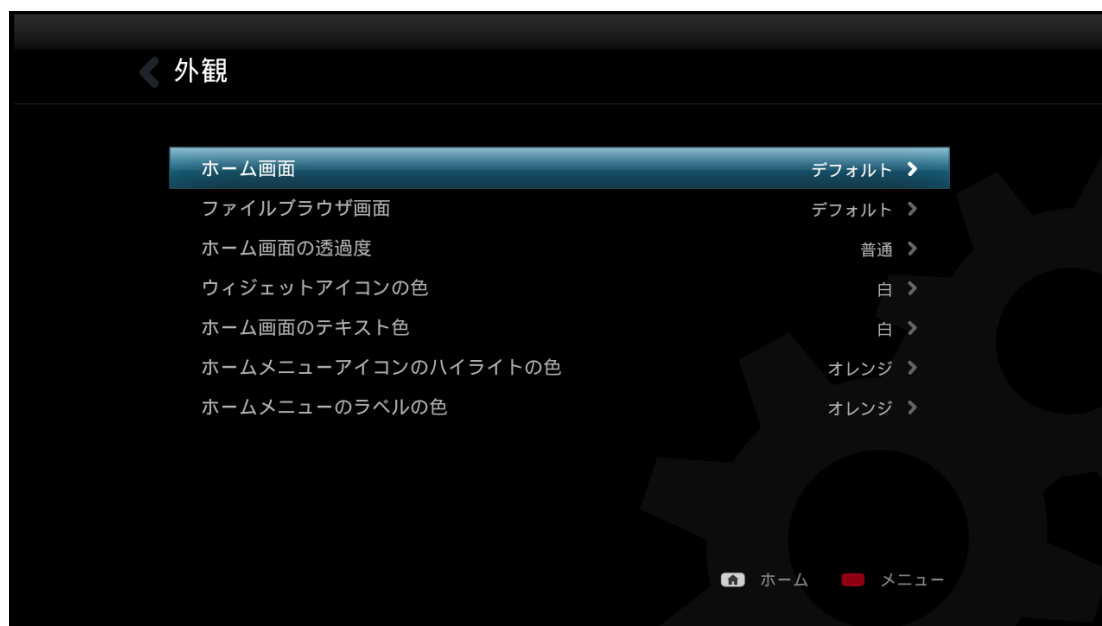 外観
ホーム画面 デフォルト
ファイルブラウザ画面 デフォルト
ホーム画面の透過度 普通
ウィジェットアイコンの色 白
ホーム画面のテキスト色 白
ホームメニューアイコンのハイライトの色 オレンジ
ホームメニューのラベルの色 オレンジ
ホーム メニュー